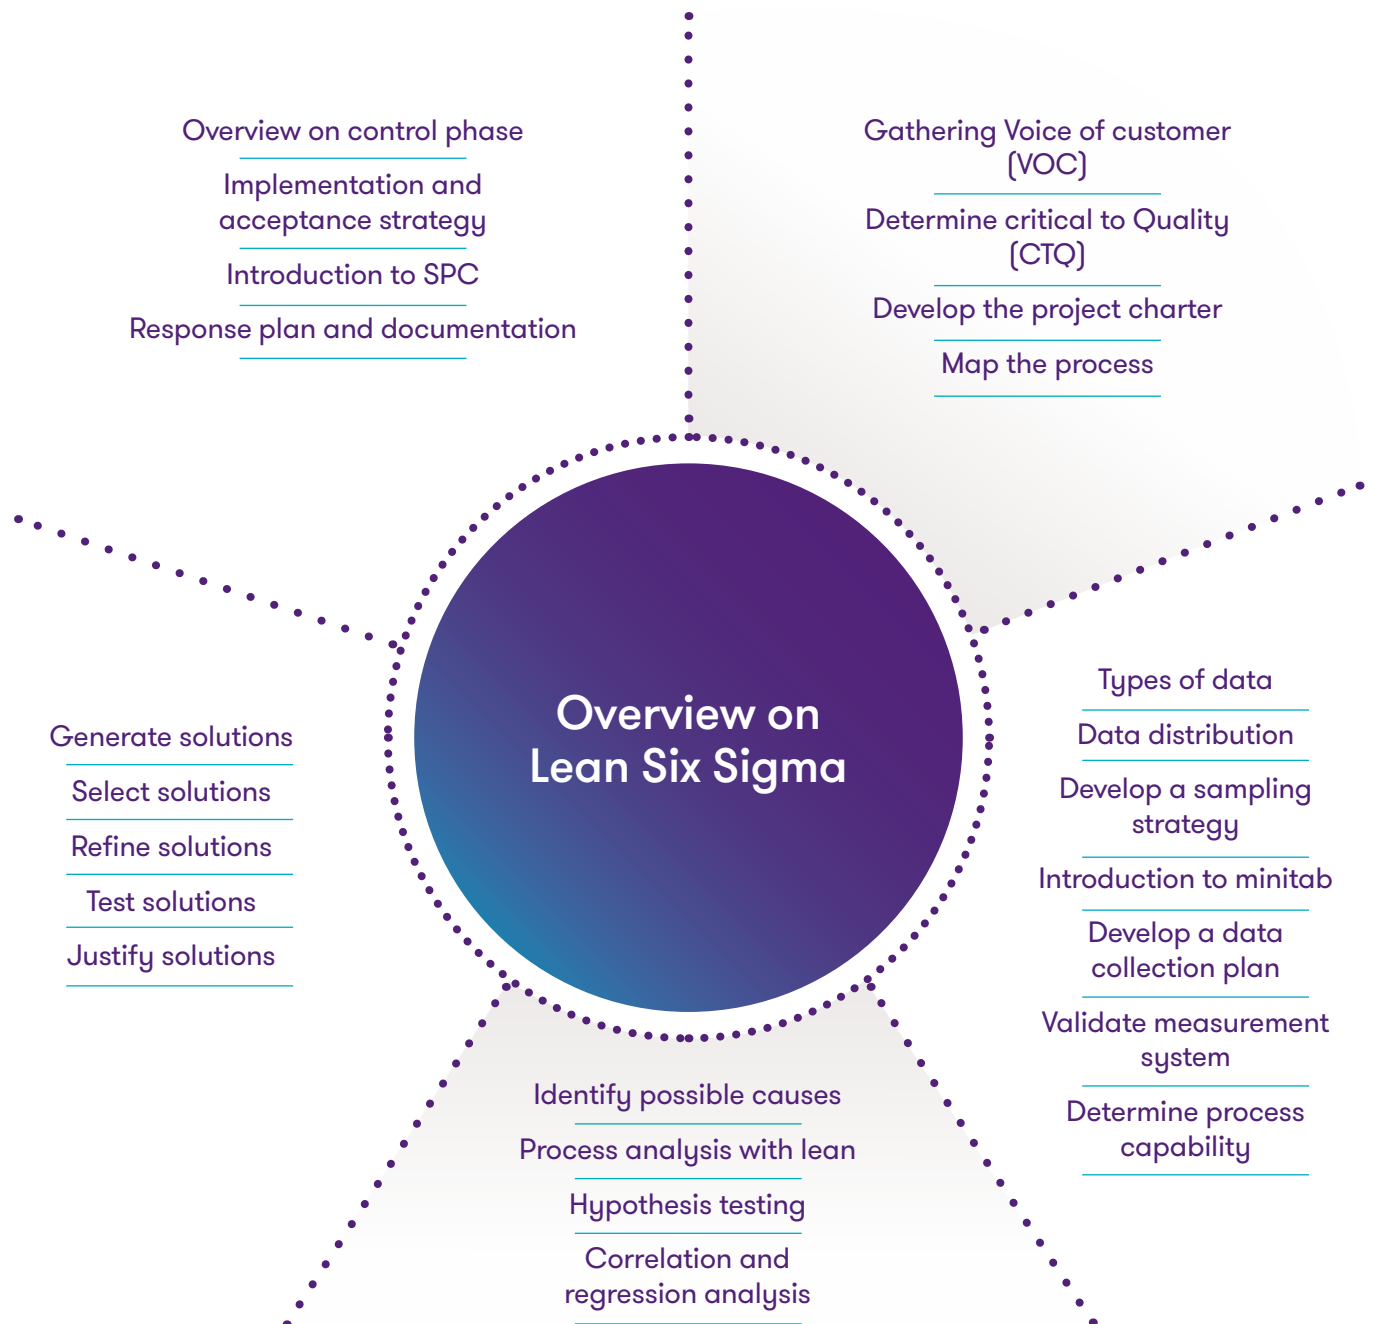 Overview on control phase
Implementation and
acceptance strategy
Introduction to SPC
Response plan and documentation
Gathering Voice of customer
(VOC)
Determine critical to Quality
(CTQ)
Develop the project charter
Map the process
Overview on
Lean Six Sigma
Generate solutions
Select solutions
Refine solutions
Test solutions
Justify solutions
Types of data
Data distribution
Develop a sampling
strategy
Introduction to minitab
Develop a data
collection plan
Validate measurement
system
Determine process
capability
Identify possible causes
Process analysis with lean
Hypothesis testing
Correlation and
regression analysis